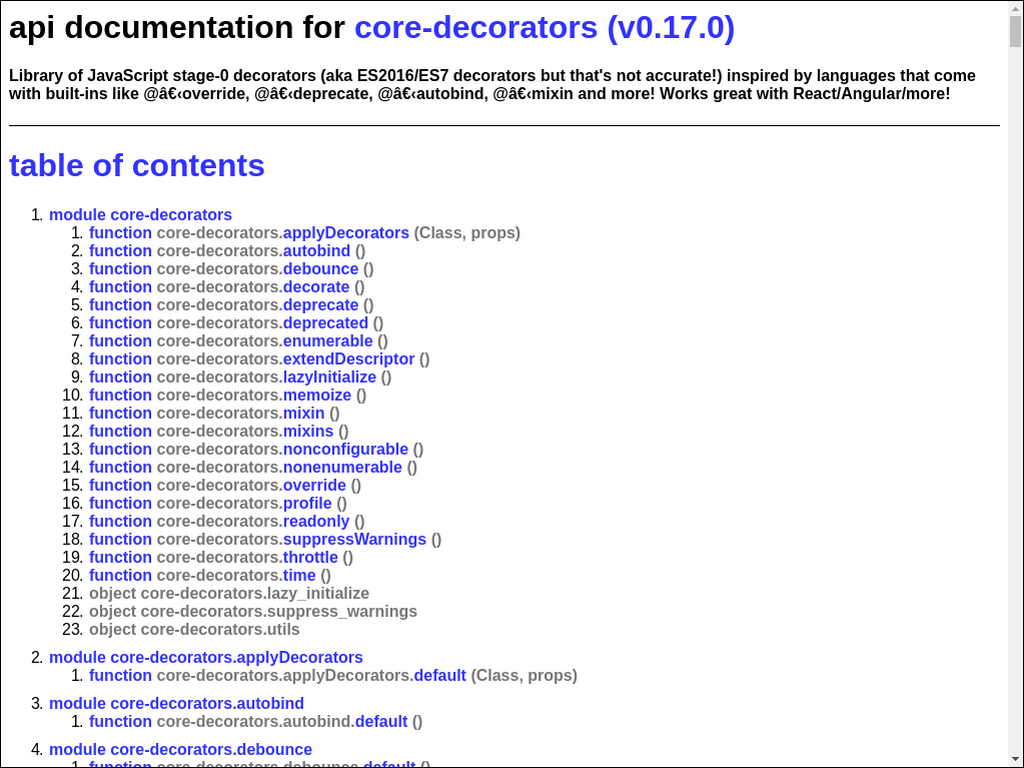 api documentation for core-decorators (v0.17.0)
Library of JavaScript stage-0 decorators (aka ES2016/ES7 decorators but that's not accurate!) inspired by languages that come
with built-ins like @â€‹override, @â€‹deprecate, @â€‹autobind, @â€‹mixin and more! Works great with React/Angular/more!
table of contents
1. module core-decorators
1. function core-decorators.applyDecorators (Class, props)
2. function core-decorators.autobind ()
3. function core-decorators.debounce ()
4. function core-decorators.decorate ()
5. function core-decorators.deprecate ()
6. function core-decorators.deprecated ()
7. function core-decorators.enumerable ()
8. function core-decorators.extendDescriptor ()
9. function core-decorators.lazyInitialize ()
10. function core-decorators.memoize ()
11. function core-decorators.mixin ()
12. function core-decorators.mixins ()
13. function core-decorators.nonconfigurable ()
14. function core-decorators.nonenumerable ()
15. function core-decorators.override ()
16. function core-decorators.profile ()
17. function core-decorators.readonly ()
18. function core-decorators.suppressWarnings ()
19. function core-decorators.throttle ()
20. function core-decorators.time ()
21. object core-decorators.lazy_initialize
22. object core-decorators.suppress_warnings
23. object core-decorators.utils
2. module core-decorators.applyDecorators
1. function core-decorators.applyDecorators.default (Class, props)
3. module core-decorators.autobind
1. function core-decorators.autobind.default ()
4. module core-decorators.debounce
1. function core-decorators.debounce.default ()